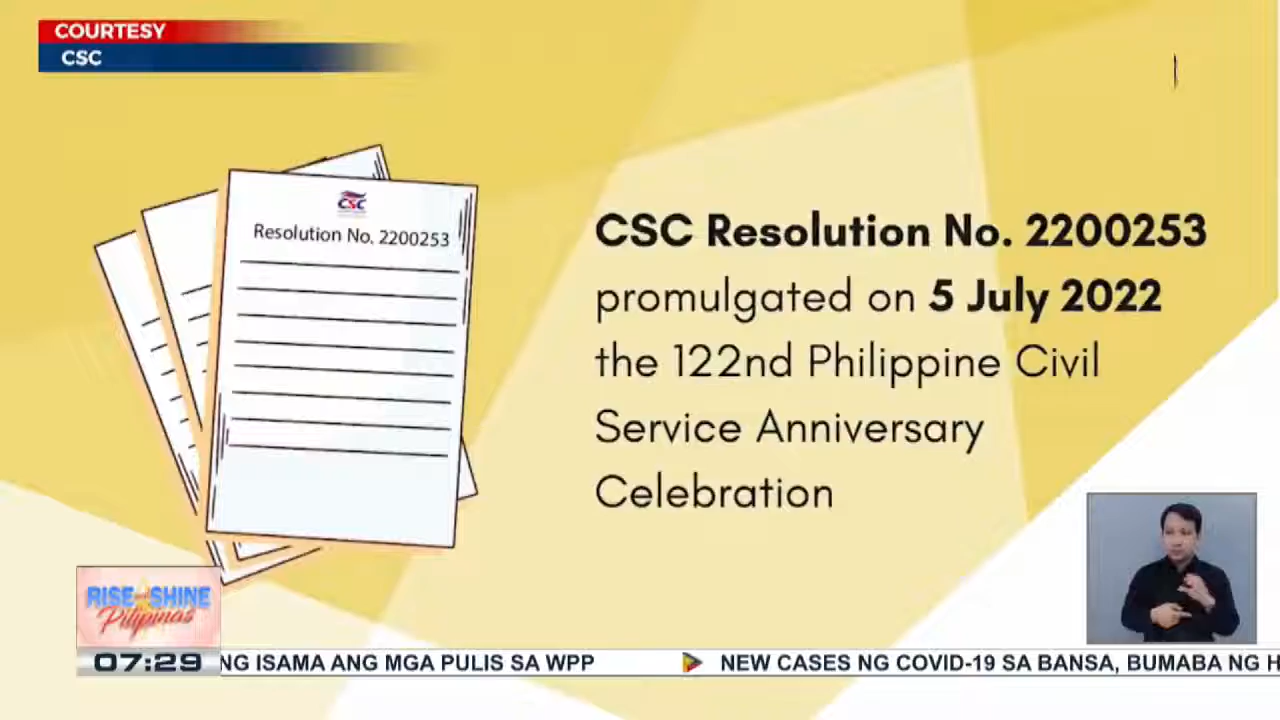 COURTESY
CSC
CSC
Resolution No. 2200253
CSC Resolution No. 2200253
promulgated on 5 July 2022
the 122nd Philippine Civil
Service Anniversary
Celebration
RISE AND SHINE
Pilipinas
07:29
NG ISAMA ANG MGA PULIS SA WPP
NEW CASES NG COVID-19 SA BANSA, BUMABA NG H